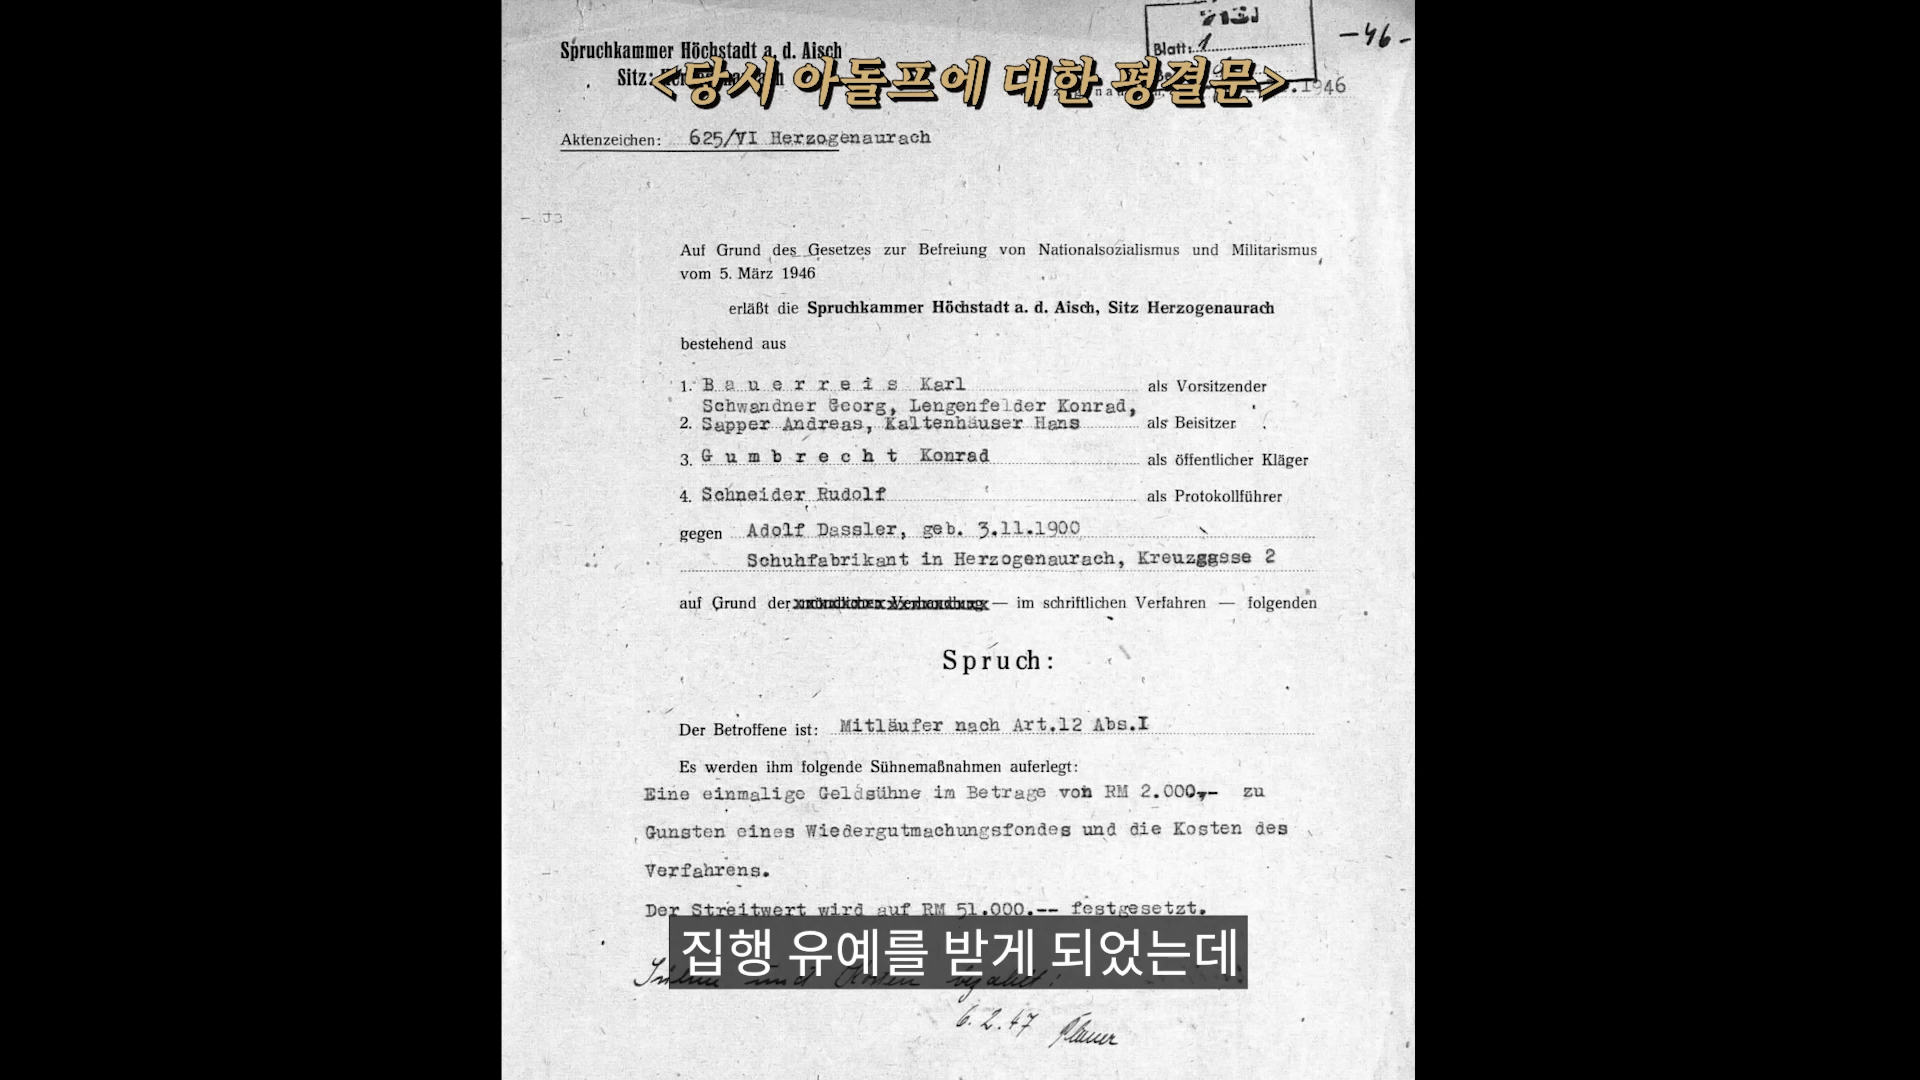 Spruchkammer Höchstadt a. d. Aisch
Sitz:
Blatt: 1
-46-
<당시 아돌프에 대한 평결문>
.1946
Aktenzeichen: 625/VI Herzogenaurach
Auf Grund des Gesetzes zur Befreiung von Nationalsozialismus und Militarismus
vom 5. März 1946
erläßt die Spruchkammer Höchstadt a. d. Aisch, Sitz Herzogenaurach
bestehend aus
1. Bauerreis Karl als Vorsitzender
Schwandner Georg, Lengenfelder Konrad,
2. Sapper Andreas, Kaltenhäuser Hans als Beisitzer
3. Gumbrecht Konrad als öffentlicher Kläger
4. Schneider Rudolf als Protokollführer
gegen Adolf Dassler, geb. 3.11.1900
Schuhfabrikant in Herzogenaurach, Kreuzggsse 2
auf Grund der — im schriftlichen Verfahren — folgenden
Spruch:
Der Betroffene ist: Mitläufer nach Art.12 Abs.I
Es werden ihm folgende Sühnemaßnahmen auferlegt:
Eine einmalige Geldsühne im Betrage von RM 2.000,- zu
Gunsten eines Wiedergutmachungsfondes und die Kosten des
Verfahrens.
Der Streitwert wird auf RM 51.000.-- festgesetzt.
집행 유예를 받게 되었는데
und
6.2.47